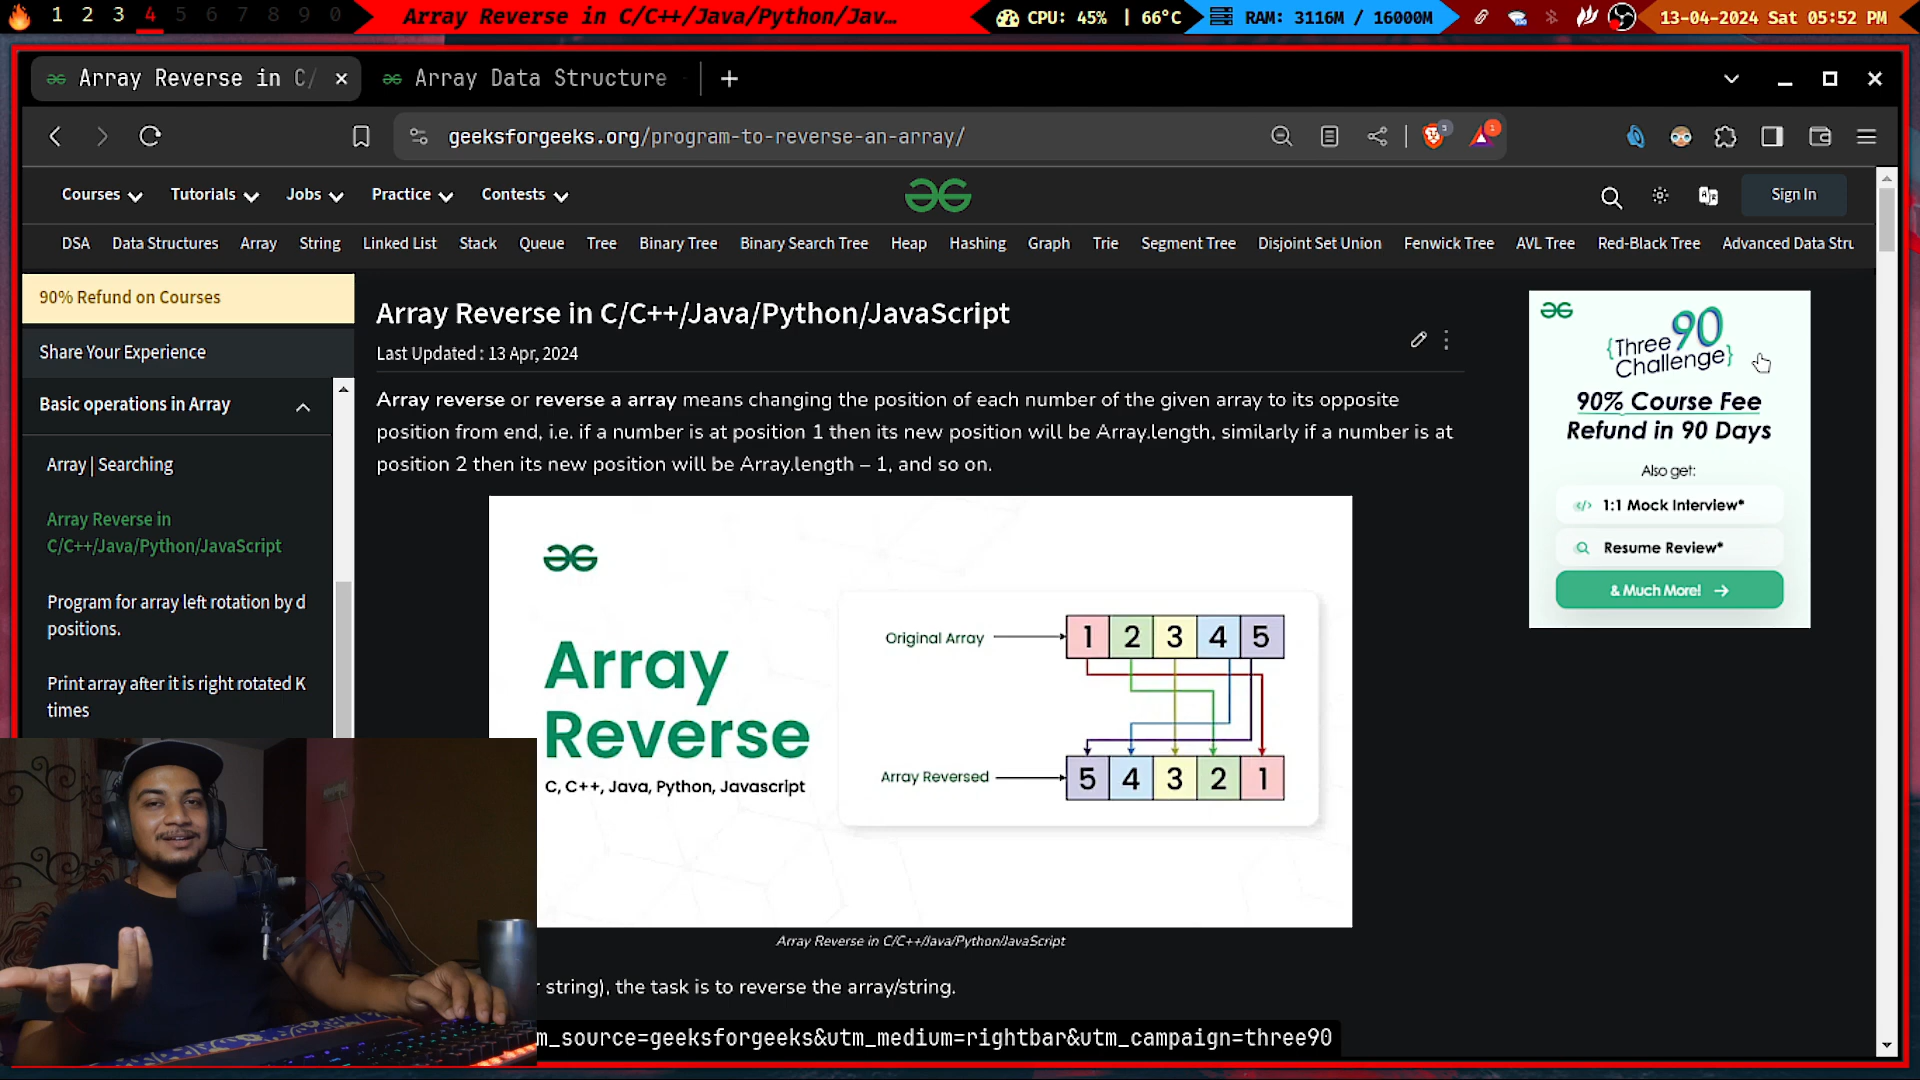 1 2 3 4 5 6 7 8 9 0
Array Reverse in C/C++/Java/Python/Jav…
CPU: 45% | 66°C
RAM: 3116M / 16000M
13-04-2024 Sat 05:52 PM
Array Reverse in C/
Array Data Structure
geeksforgeeks.org/program-to-reverse-an-array/
5
1
Courses
Tutorials
Jobs
Practice
Contests
Sign In
DSA
Data Structures
Array
String
Linked List
Stack
Queue
Tree
Binary Tree
Binary Search Tree
Heap
Hashing
Graph
Trie
Segment Tree
Disjoint Set Union
Fenwick Tree
AVL Tree
Red-Black Tree
Advanced Data Stru
90% Refund on Courses
Share Your Experience
Basic operations in Array
Array | Searching
Array Reverse in
C/C++/Java/Python/JavaScript
Program for array left rotation by d
positions.
Print array after it is right rotated K
times
Array Reverse in C/C++/Java/Python/JavaScript
Last Updated : 13 Apr, 2024
Array reverse or reverse a array means changing the position of each number of the given array to its opposite
position from end, i.e. if a number is at position 1 then its new position will be Array.length, similarly if a number is at
position 2 then its new position will be Array.length – 1, and so on.
Array
Reverse
C, C++, Java, Python, Javascript
Original Array
1 2 3 4 5
Array Reversed
5 4 3 2 1
Array Reverse in C/C++/Java/Python/JavaScript
string), the task is to reverse the array/string.
m_source=geeksforgeeks&utm_medium=rightbar&utm_campaign=three90
{Three 90
Challenge}
90% Course Fee
Refund in 90 Days
Also get:
</> 1:1 Mock Interview*
Resume Review*
& Much More! →